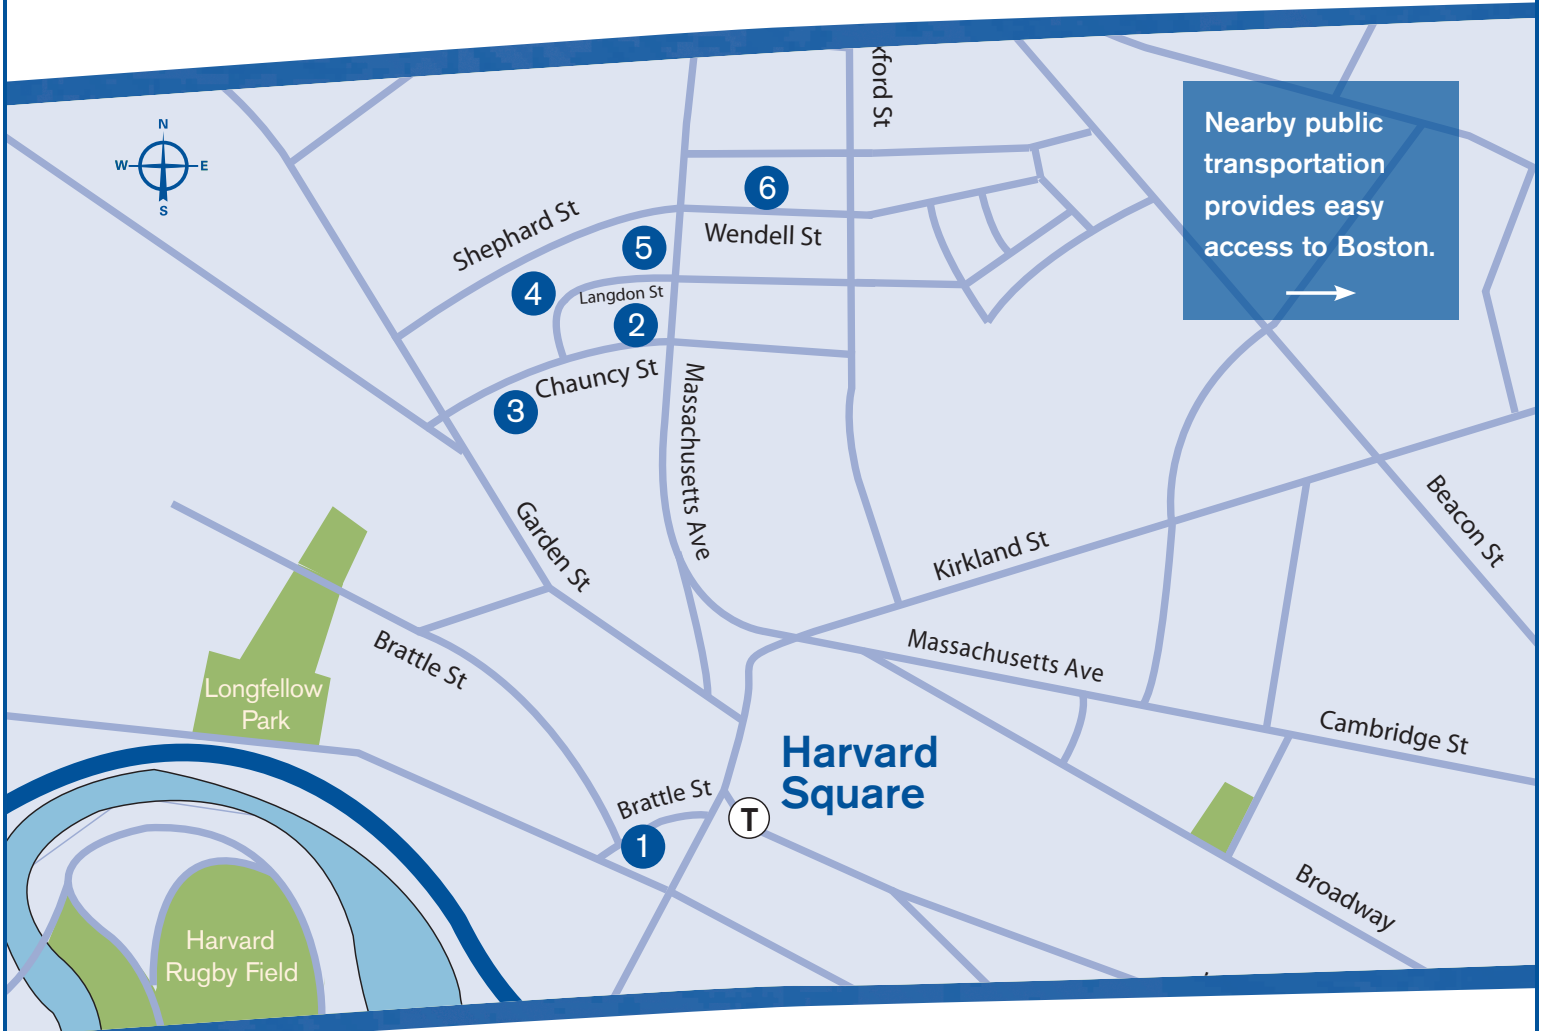 xford St
N
W
E
S
Nearby public
transportation
provides easy
access to Boston.
6
Shephard St
Wendell St
5
4
Langdon St
2
Chauncy St
3
Massachusetts Ave
Garden St
Beacon St
Kirkland St
Brattle St
Massachusetts Ave
Longfellow
Park
Cambridge St
Harvard
Square
Brattle St
T
1
Broadway
Harvard
Rugby Field